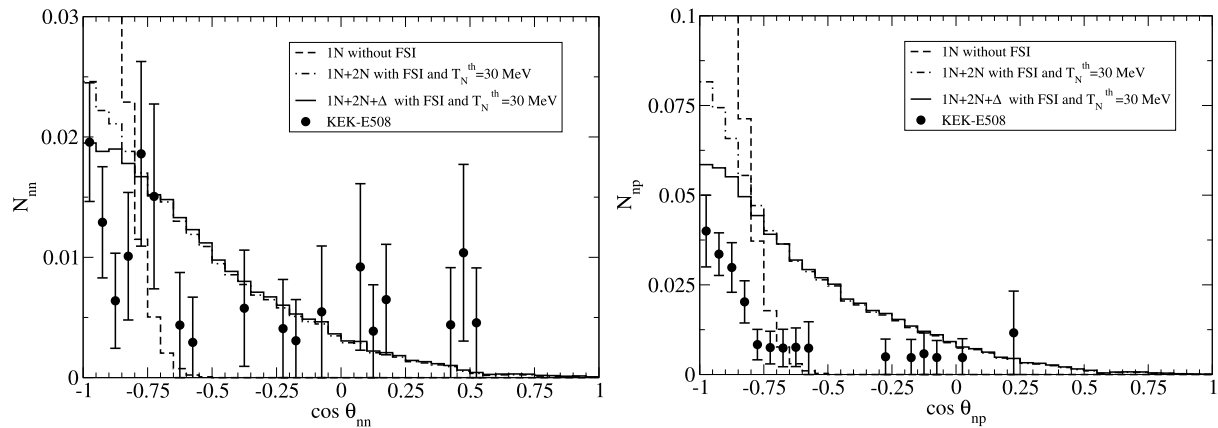 0.03
0.02
0.01
0
N_nn
1N without FSI
1N+2N with FSI and T_N^th=30 MeV
1N+2N+Δ with FSI and T_N^th=30 MeV
KEK-E508
-1 -0.75 -0.5 -0.25 0 0.25 0.5 0.75 1
cos θ_nn
0.1
0.075
0.05
0.025
0
N_np
1N without FSI
1N+2N with FSI and T_N^th=30 MeV
1N+2N+Δ with FSI and T_N^th=30 MeV
KEK-E508
-1 -0.75 -0.5 -0.25 0 0.25 0.5 0.75 1
cos θ_np